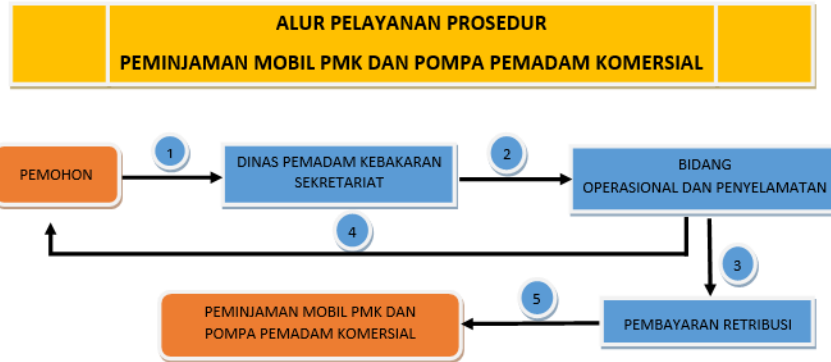 ALUR PELAYANAN PROSEDUR
PEMINJAMAN MOBIL PMK DAN POMPA PEMADAM KOMERSIAL
PEMOHON
1
DINAS PEMADAM KEBAKARAN
SEKRETARIAT
2
BIDANG
OPERASIONAL DAN PENYELAMATAN
4
3
PEMINJAMAN MOBIL PMK DAN
POMPA PEMADAM KOMERSIAL
5
PEMBAYARAN RETRIBUSI